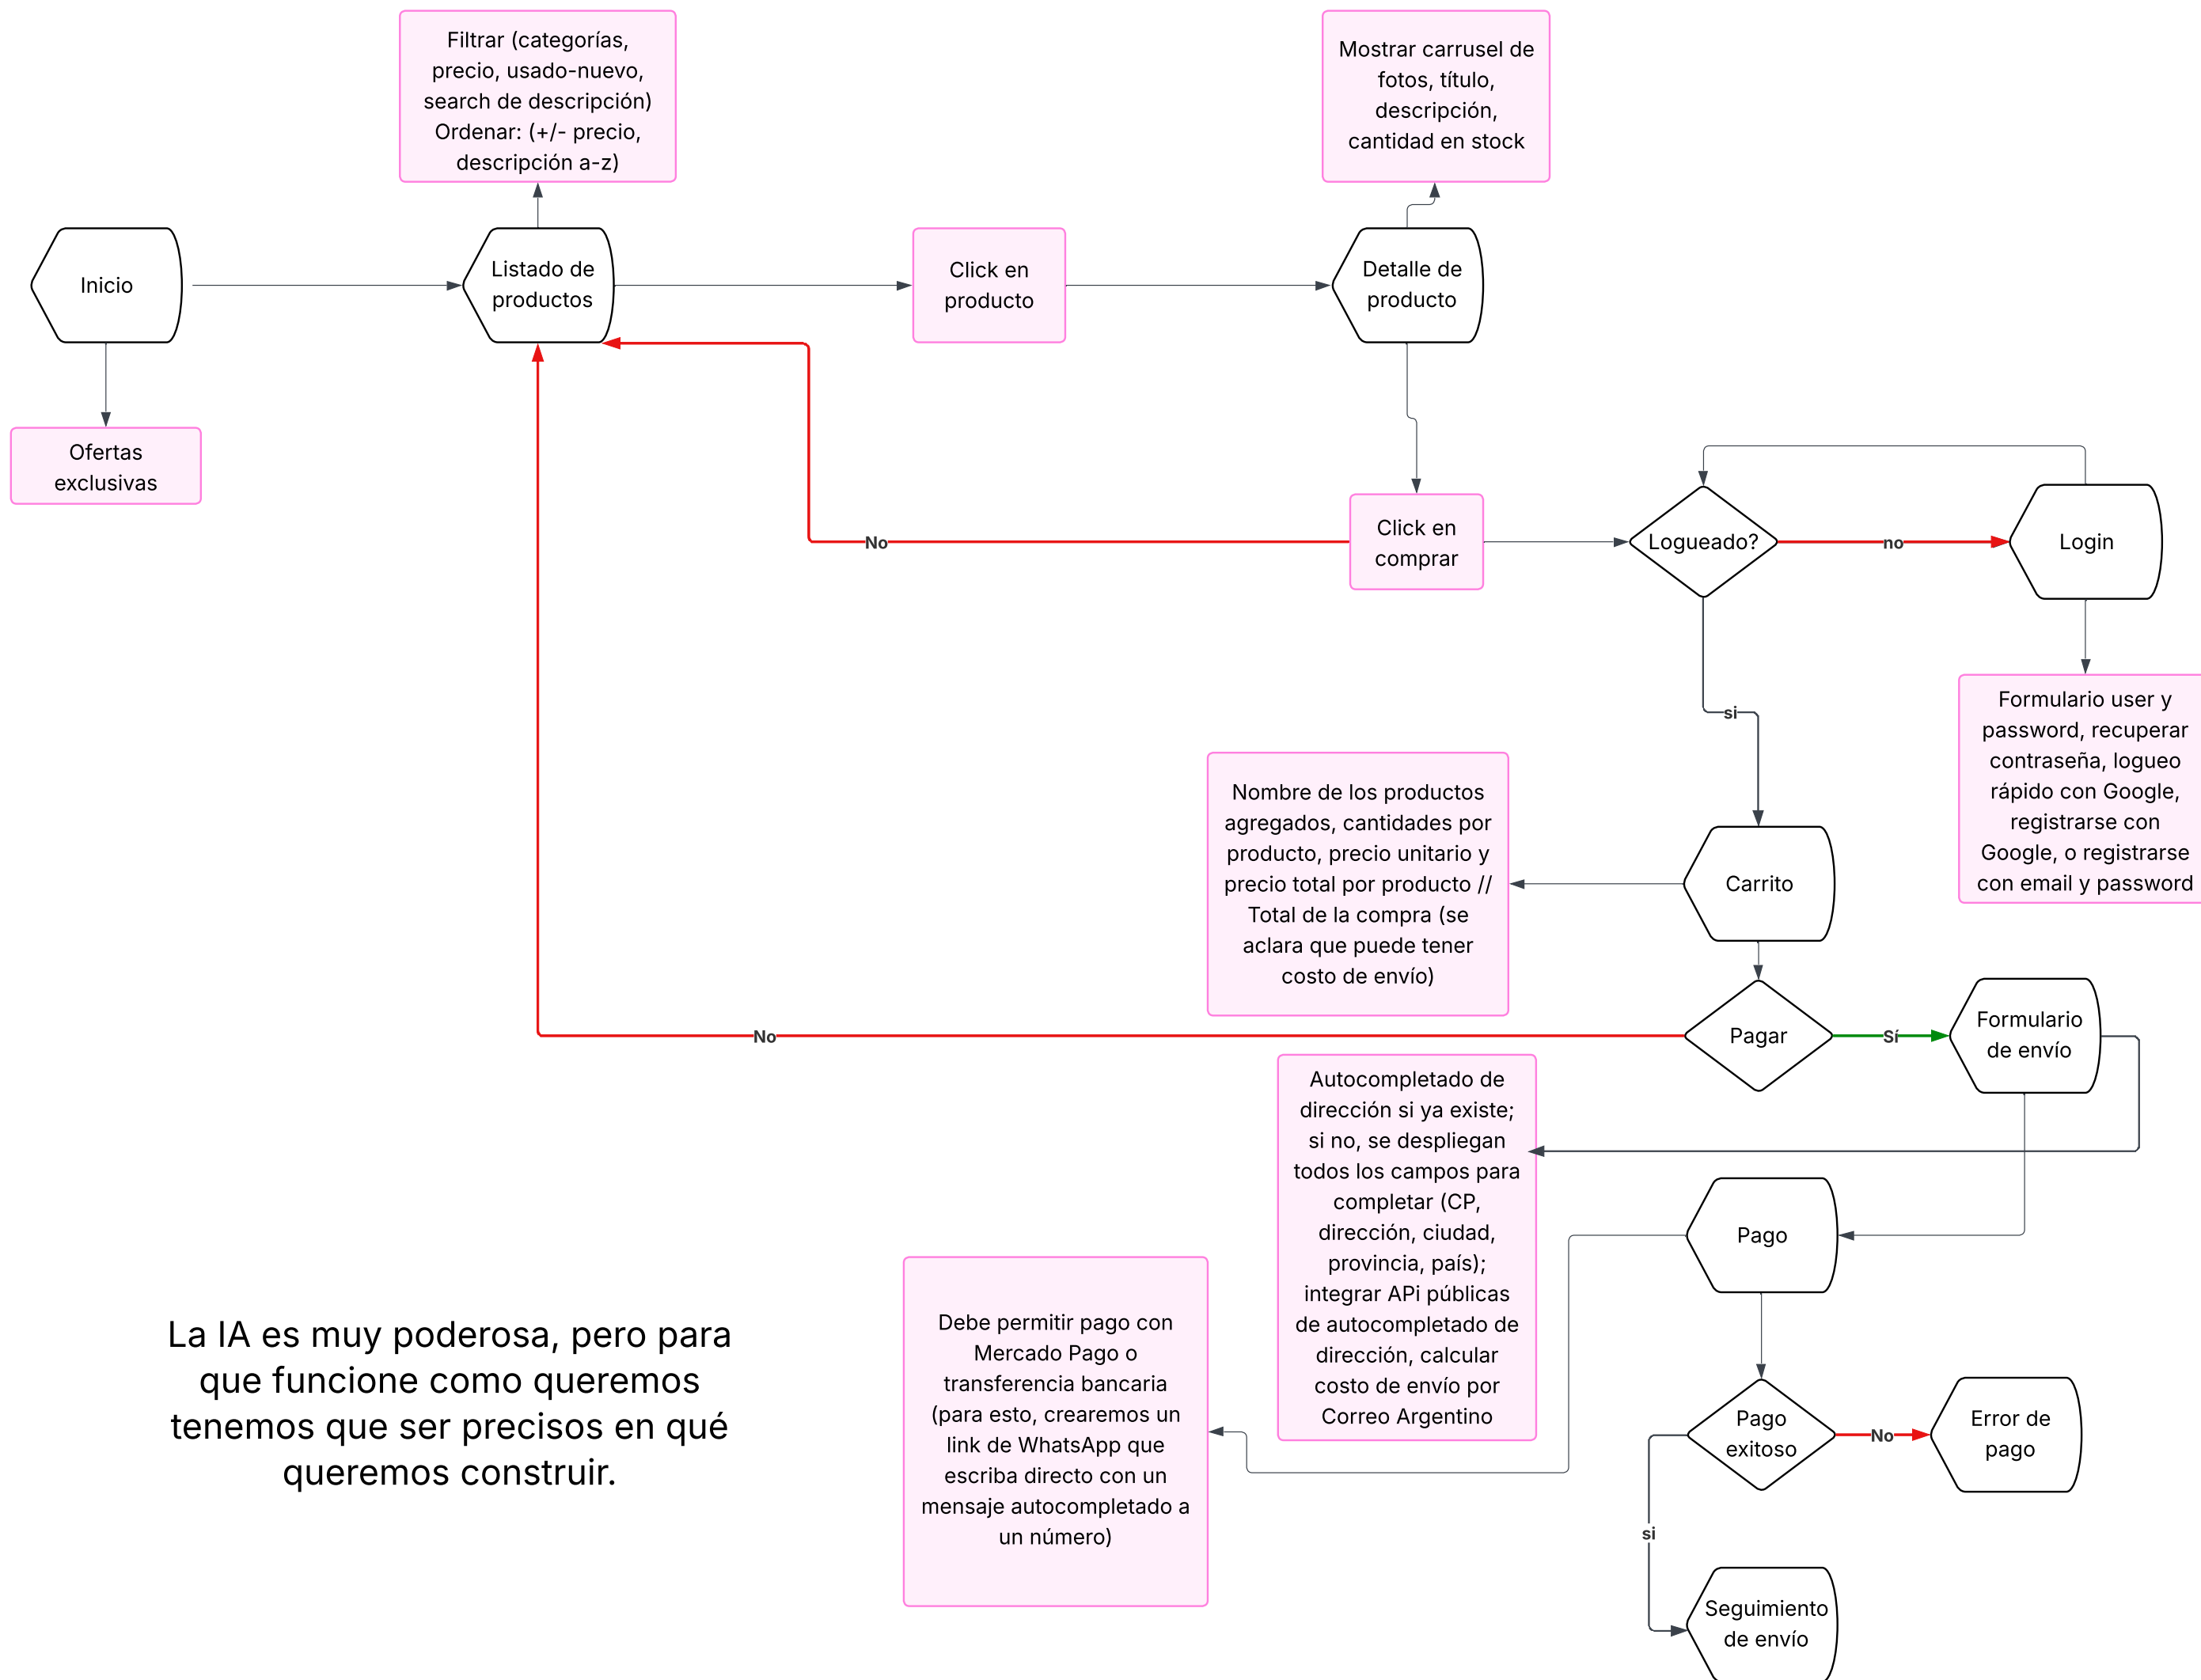 Filtrar (categorías,
precio, usado-nuevo,
search de descripción)
Ordenar: (+/- precio,
descripción a-z)
Mostrar carrusel de
fotos, título,
descripción,
cantidad en stock
Inicio
Listado de
productos
Click en
producto
Detalle de
producto
Ofertas
exclusivas
No
Click en
comprar
Logueado?
no
Login
si
Formulario user y
password, recuperar
contraseña, logueo
rápido con Google,
registrarse con
Google, o registrarse
con email y password
Nombre de los productos
agregados, cantidades por
producto, precio unitario y
precio total por producto //
Total de la compra (se
aclara que puede tener
costo de envío)
Carrito
No
Pagar
Sí
Formulario
de envío
Autocompletado de
dirección si ya existe;
si no, se despliegan
todos los campos para
completar (CP,
dirección, ciudad,
provincia, país);
integrar APi públicas
de autocompletado de
dirección, calcular
costo de envío por
Correo Argentino
Pago
Debe permitir pago con
Mercado Pago o
transferencia bancaria
(para esto, crearemos un
link de WhatsApp que
escriba directo con un
mensaje autocompletado a
un número)
La IA es muy poderosa, pero para
que funcione como queremos
tenemos que ser precisos en qué
queremos construir.
Pago
exitoso
No
Error de
pago
si
Seguimiento
de envío